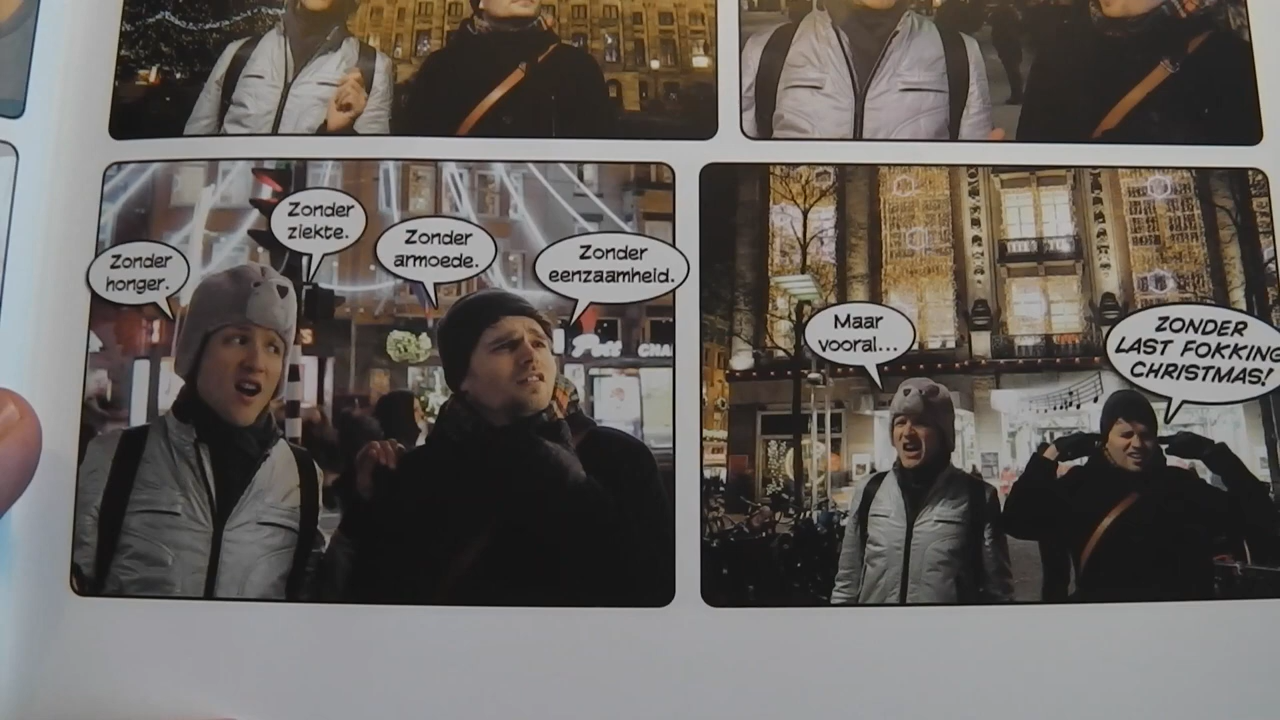 Zonder
honger.
Zonder
ziekte.
Zonder
armoede.
Zonder
eenzaamheid.
Maar
vooral...
ZONDER
LAST FOKKING
CHRISTMAS!